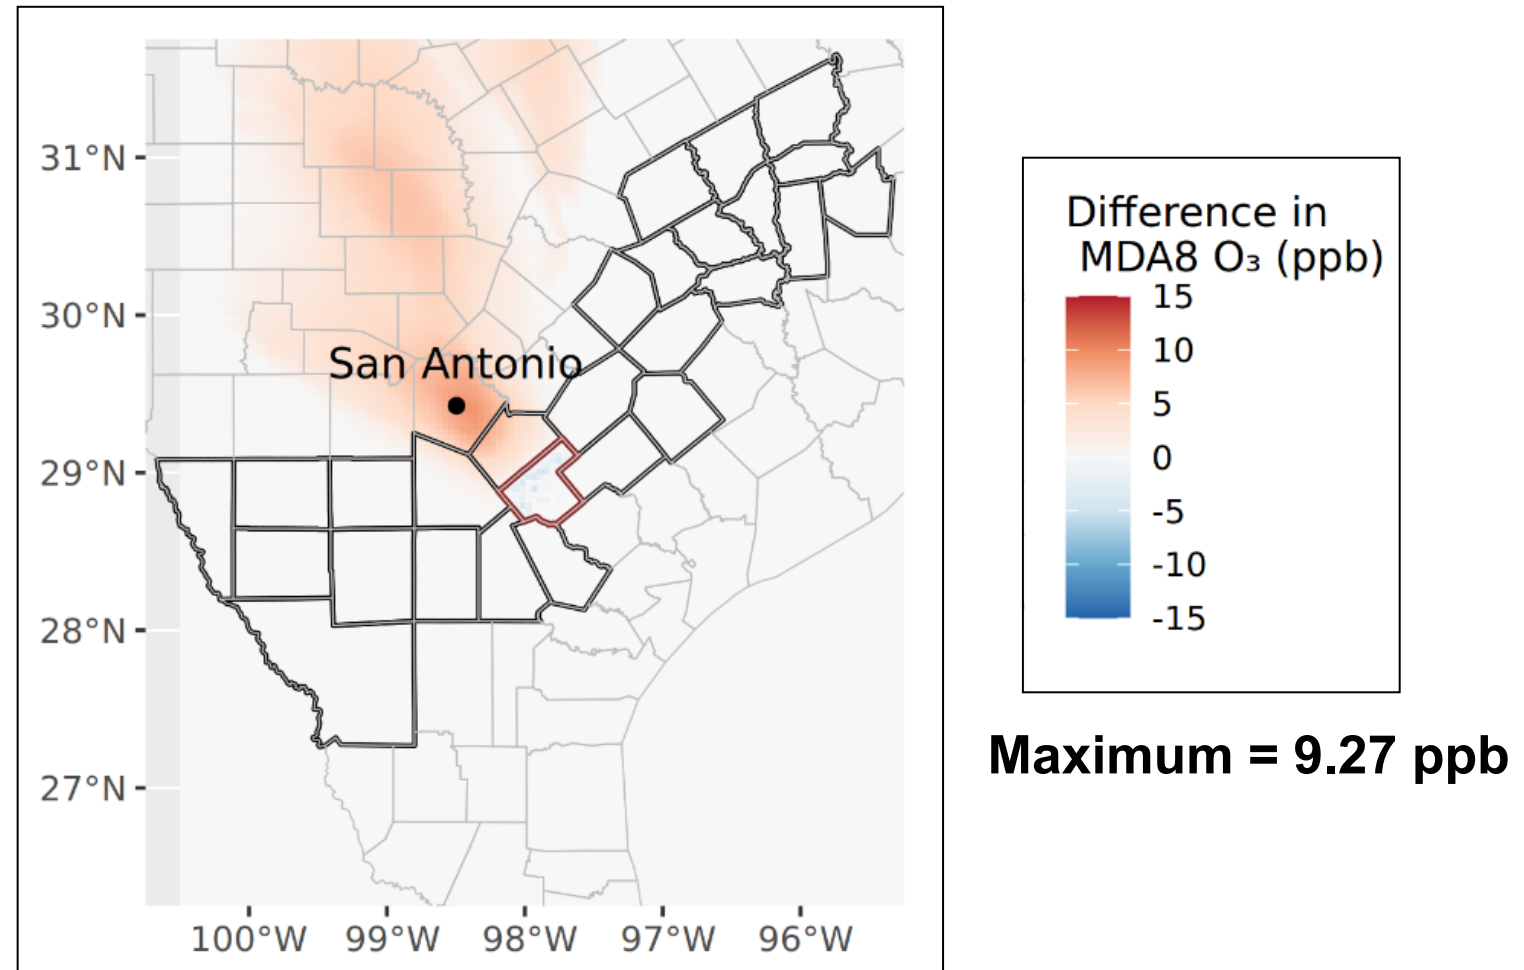 31°N
30°N
29°N
28°N
27°N
San Antonio
100°W 99°W 98°W 97°W 96°W
Difference in
MDA8 O₃ (ppb)
15
10
5
0
-5
-10
-15
Maximum = 9.27 ppb